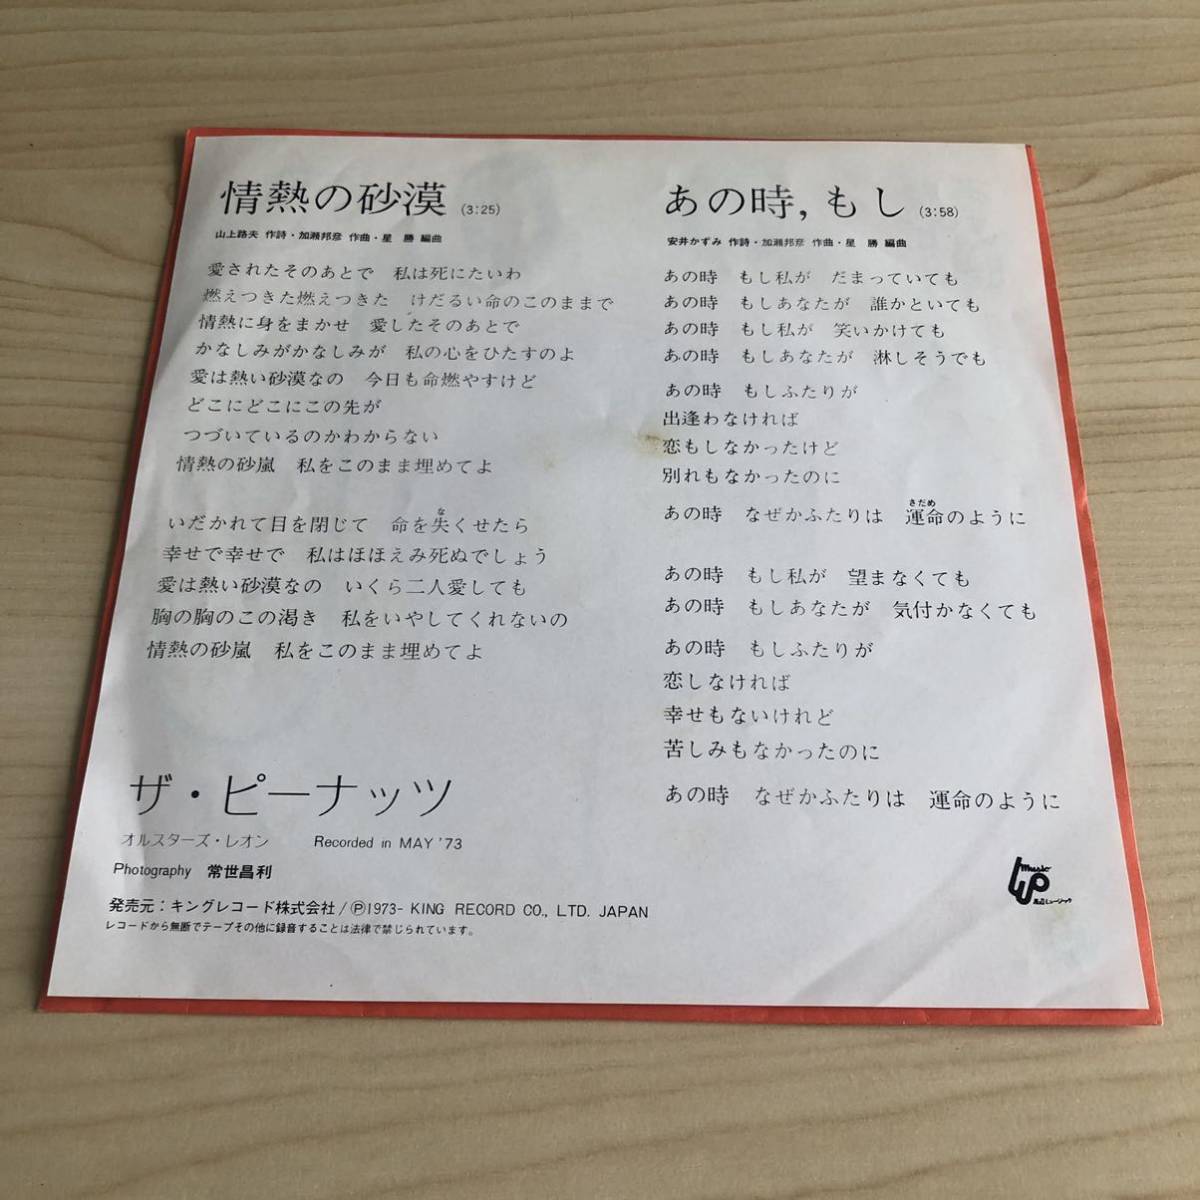 情熱の砂漠 (3:25)
山上路夫 作詩・加瀬邦彦 作曲・星 勝 編曲
愛されたそのあとで 私は死にたいわ
燃えつきた燃えつきた けだるい命のこのままで
情熱に身をまかせ 愛したそのあとで
かなしみがかなしみが 私の心をひたすのよ
愛は熱い砂漠なの 今日も命燃やすけど
どこにどこにこの先が
つづいているのかわからない
情熱の砂嵐 私をこのまま埋めてよ
いだかれて目を閉じて 命を失くせたら
な
幸せで幸せで 私はほほえみ死ぬでしょう
愛は熱い砂漠なの いくら二人愛しても
胸の胸のこの渇き 私をいやしてくれないの
情熱の砂嵐 私をこのまま埋めてよ
ザ・ピーナッツ
オルスターズ・レオン Recorded in MAY '73
Photography 常世昌利
発売元：キングレコード株式会社/Ⓟ1973- KING RECORD CO., LTD. JAPAN
レコードから無断でテープその他に録音することは法律で禁じられています。
あの時,もし (3:58)
安井かずみ 作詩・加瀬邦彦 作曲・星 勝 編曲
あの時 もし私が だまっていても
あの時 もしあなたが 誰かといても
あの時 もし私が 笑いかけても
あの時 もしあなたが 淋しそうでも
あの時 もしふたりが
出逢わなければ
恋もしなかったけど
別れもなかったのに
さだめ
あの時 なぜかふたりは 運命のように
あの時 もし私が 望まなくても
あの時 もしあなたが 気付かなくても
あの時 もしふたりが
恋しなければ
幸せもないけれど
苦しみもなかったのに
あの時 なぜかふたりは 運命のように
music
渡辺ミュージック